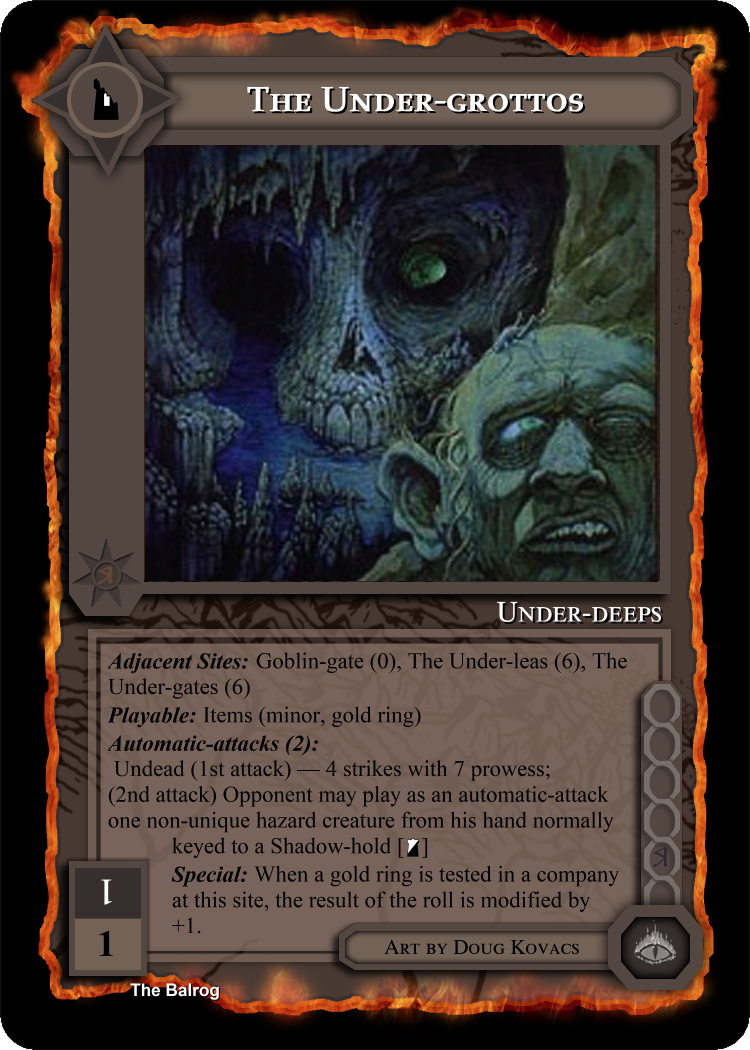 The Under-grottos
Under-deeps
Adjacent Sites: Goblin-gate (0), The Under-leas (6), The
Under-gates (6)
Playable: Items (minor, gold ring)
Automatic-attacks (2):
Undead (1st attack) — 4 strikes with 7 prowess;
(2nd attack) Opponent may play as an automatic-attack
one non-unique hazard creature from his hand normally
keyed to a Shadow-hold [ ]
Special: When a gold ring is tested in a company
at this site, the result of the roll is modified by
+1.
1
1
Art by Doug Kovacs
The Balrog